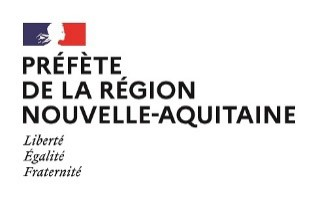 PRÉFÈTE
DE LA RÉGION
NOUVELLE-AQUITAINE
Liberté
Égalité
Fraternité